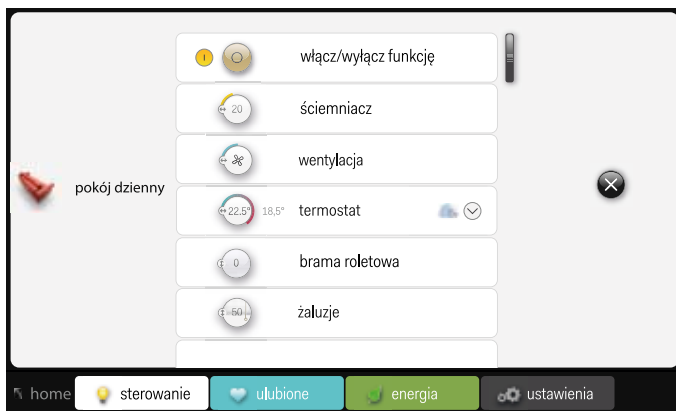 włącz/wyłącz funkcję
20 ściemniacz
wentylacja
pokój dzienny
22.5° 18,5° termostat
0 brama roletowa
50 żaluzje
home sterowanie ulubione energia ustawienia